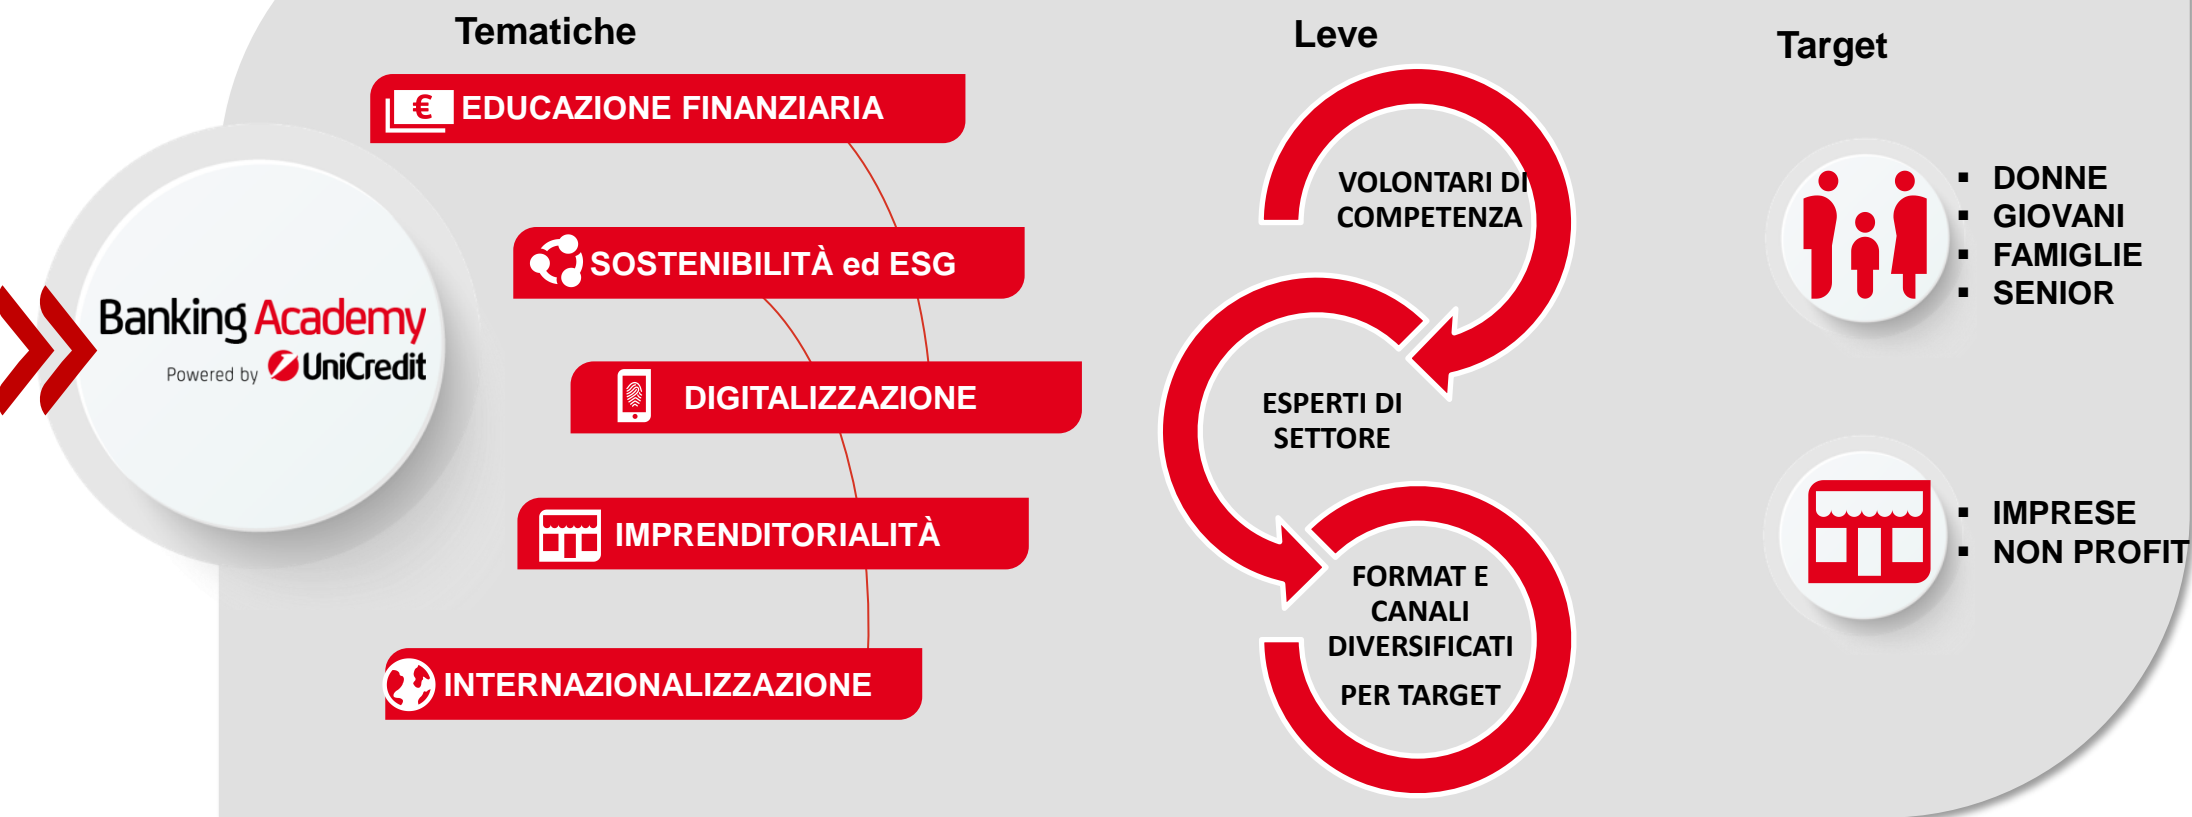 Banking Academy
Powered by UniCredit
Tematiche
€ EDUCAZIONE FINANZIARIA
SOSTENIBILITÀ ed ESG
DIGITALIZZAZIONE
IMPRENDITORIALITÀ
INTERNAZIONALIZZAZIONE
Leve
VOLONTARI DI
COMPETENZA
ESPERTI DI
SETTORE
FORMAT E
CANALI
DIVERSIFICATI
PER TARGET
Target
▪ DONNE
▪ GIOVANI
▪ FAMIGLIE
▪ SENIOR
▪ IMPRESE
▪ NON PROFIT